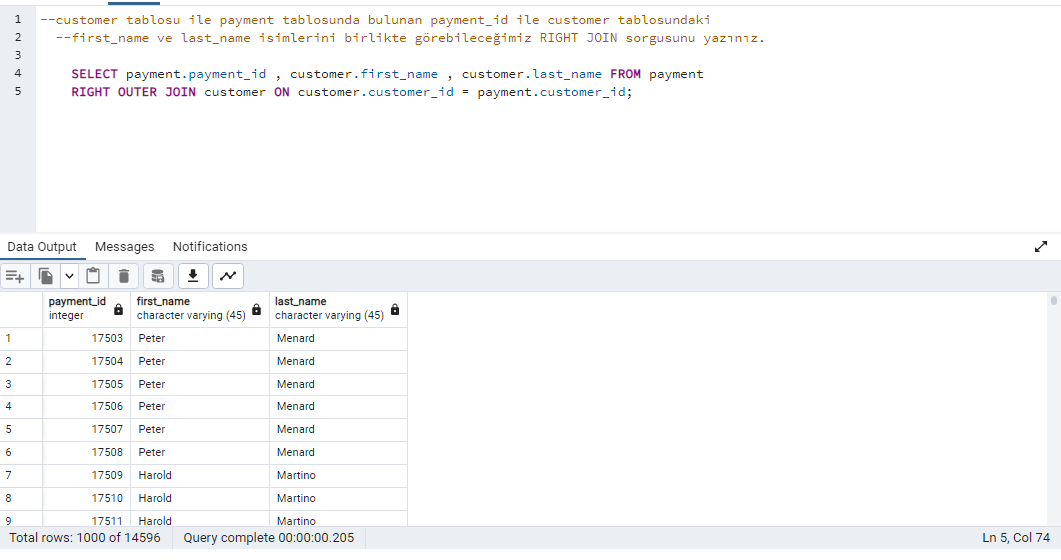 1 --customer tablosu ile payment tablosunda bulunan payment_id ile customer tablosundaki
2 --first_name ve last_name isimlerini birlikte görebileceğimiz RIGHT JOIN sorgusunu yazınız.
3
4 SELECT payment.payment_id , customer.first_name , customer.last_name FROM payment
5 RIGHT OUTER JOIN customer ON customer.customer_id = payment.customer_id;
Data Output Messages Notifications
payment_id first_name last_name
integer character varying (45) character varying (45)
1 17503 Peter Menard
2 17504 Peter Menard
3 17505 Peter Menard
4 17506 Peter Menard
5 17507 Peter Menard
6 17508 Peter Menard
7 17509 Harold Martino
8 17510 Harold Martino
9 17511 Harold Martino
Total rows: 1000 of 14596 Query complete 00:00:00.205 Ln 5, Col 74